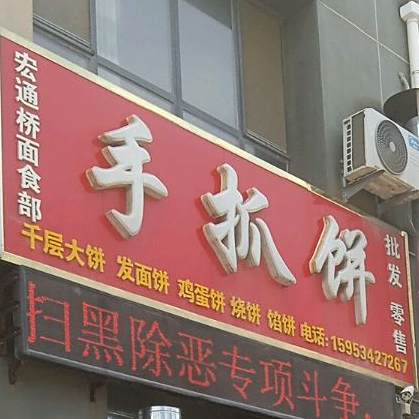 宏通桥面食部
手抓饼
批发 零售
千层大饼 发面饼 鸡蛋饼 烧饼 馅饼 电话:15953427267
扫黑除恶专项斗争